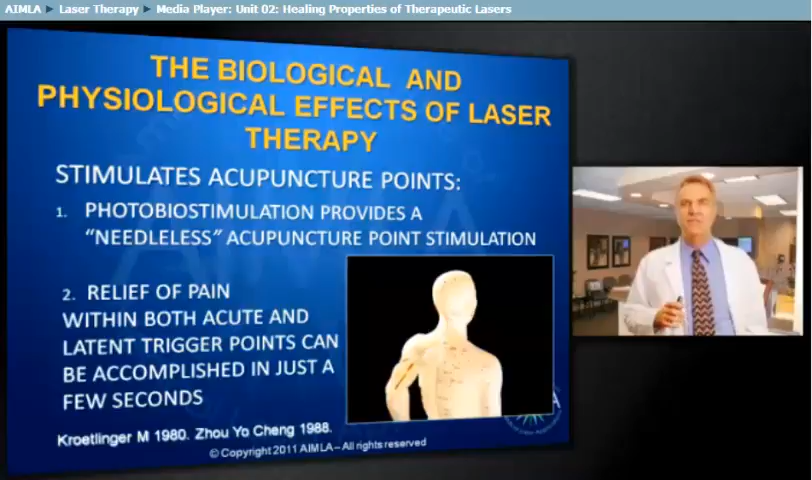 AIMLA ► Laser Therapy ► Media Player: Unit 02: Healing Properties of Therapeutic Lasers
THE BIOLOGICAL AND
PHYSIOLOGICAL EFFECTS OF LASER
THERAPY
STIMULATES ACUPUNCTURE POINTS:
1. PHOTOBIOSTIMULATION PROVIDES A
“NEEDLELESS” ACUPUNCTURE POINT STIMULATION
2. RELIEF OF PAIN
WITHIN BOTH ACUTE AND
LATENT TRIGGER POINTS CAN
BE ACCOMPLISHED IN JUST A
FEW SECONDS
Kroetlinger M 1980. Zhou Yo Cheng 1988.
© Copyright 2011 AIMLA – All rights reserved